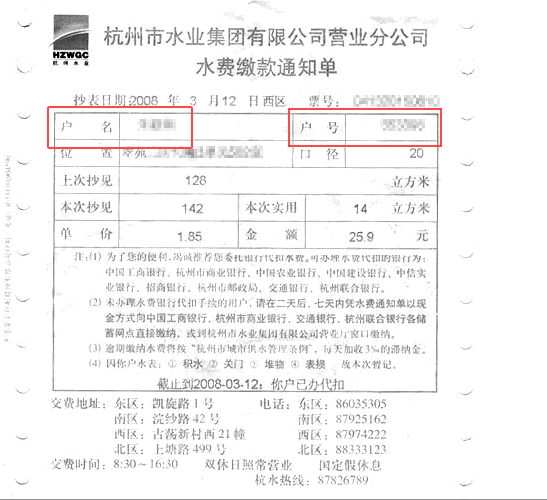 HZWGC
杭州水业
杭州市水业集团有限公司营业分公司
水费缴款通知单
抄表日期2008 年 3 月12 日西区 票号:
户 名 户 号
位 置 翠苑 口 径 20
上次抄见 128 立方米
本次抄见 142 本次实用 14 立方米
单 价 1.85 金 额 25.9 元
注:(1) 为了您的便利,竭诚推荐您委托银行代扣水费。可办理水费代扣的银行为:
中国工商银行、杭州市商业银行、中国农业银行、中国建设银行、中信实
业银行、招商银行、杭州市邮政局、交通银行、杭州联合银行。
(2) 未办理水费银行代扣手续的用户,请在二天后、七天内凭水费通知单以现
金方式向中国工商银行、杭州市商业银行、交通银行、杭州联合银行各储
蓄网点直接缴纳,或到杭州市水业集团有限公司营业厅窗口缴纳。
(3) 逾期缴纳水费将按“杭州市城市供水管理条例”,每天加收3‰的滞纳金。
(4) 因你户水表:① 积水 ② 关门 ③ 堆物 ④ 表损 故本次暂记。
截止到2008-03-12:你户已办代扣
交费地址:东区:凯旋路 1 号 电话:东区:86035305
南区:浣纱路 42 号 南区:87925162
西区:古荡新村西 21 幢 西区:87974222
北区:上塘路 499 号 北区:88333123
交费时间:8:30~16:30 双休日照常营业 国定假休息
杭水热线:87826789